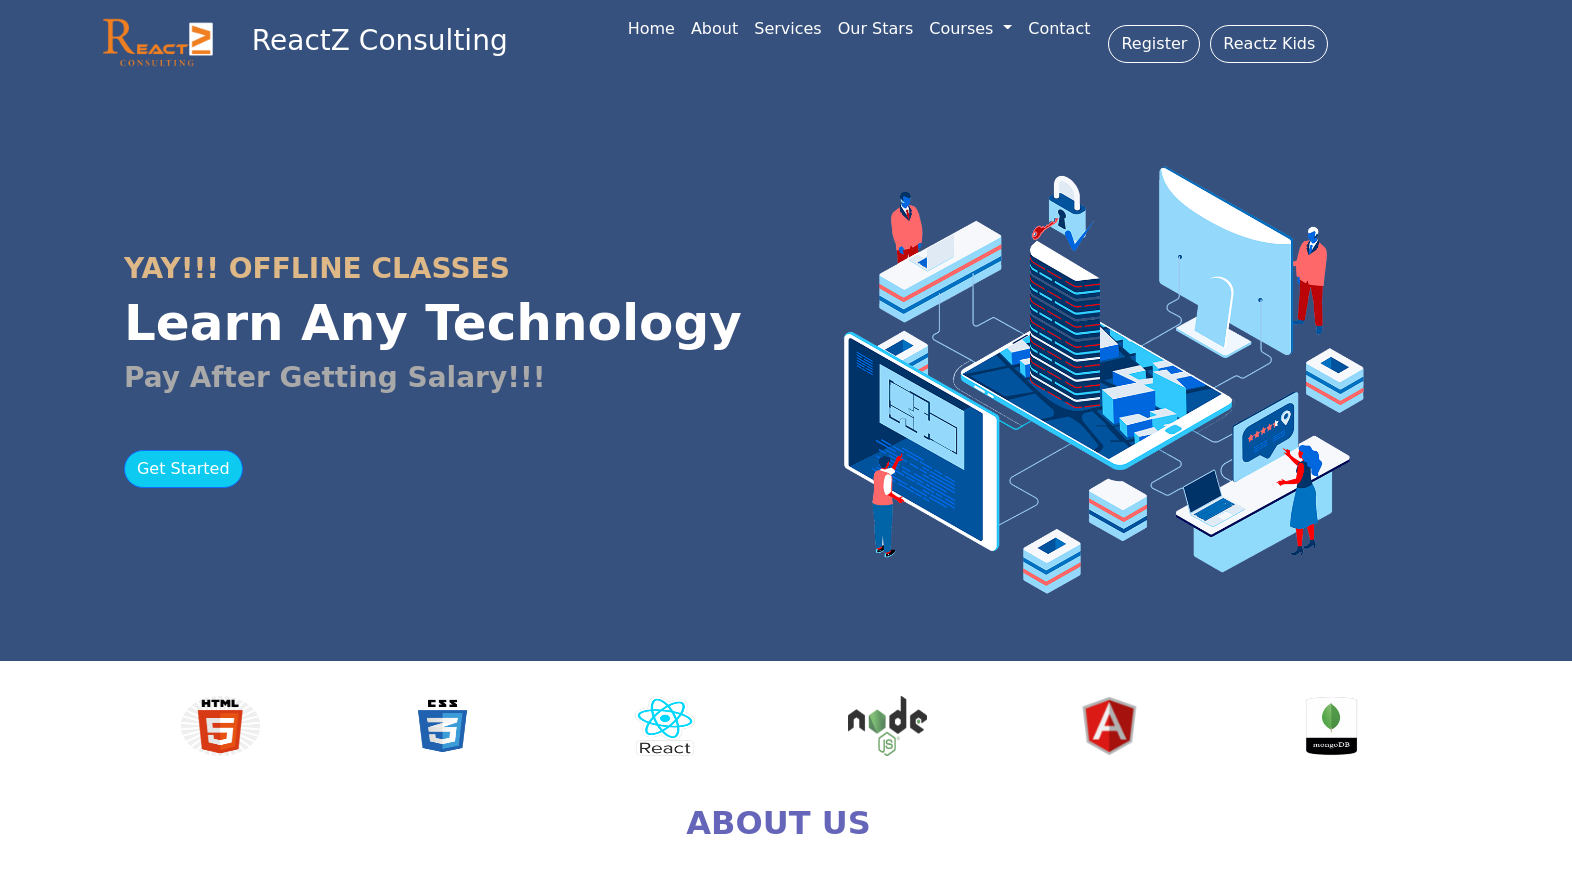 REACTZ
CONSULTING
ReactZ Consulting
Home About Services Our Stars Courses Contact Register Reactz Kids
YAY!!! OFFLINE CLASSES
Learn Any Technology
Pay After Getting Salary!!!
Get Started
HTML
5
CSS
3
React
node
JS
A
mongoDB
ABOUT US